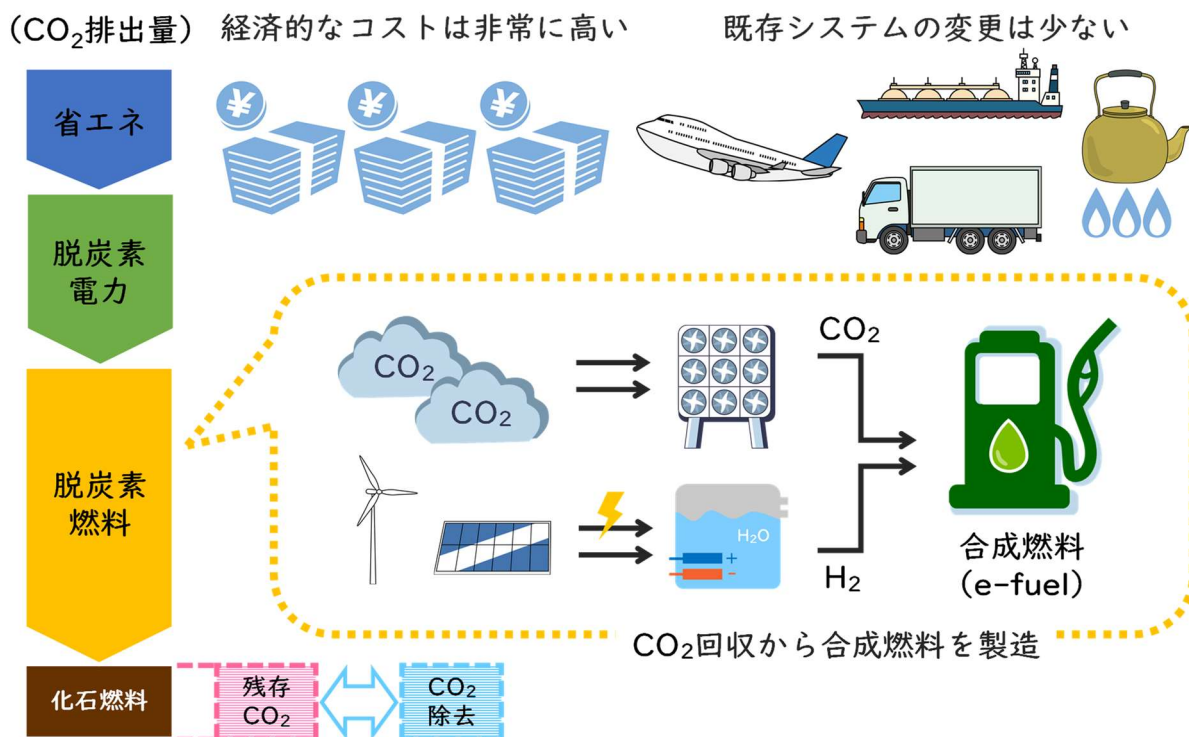 (CO₂排出量)
経済的なコストは非常に高い
既存システムの変更は少ない
省エネ
¥
¥
¥
脱炭素
電力
脱炭素
燃料
CO₂
CO₂
CO₂
H₂O
+
−
H₂
合成燃料
(e-fuel)
CO₂回収から合成燃料を製造
化石燃料
残存
CO₂
CO₂
除去